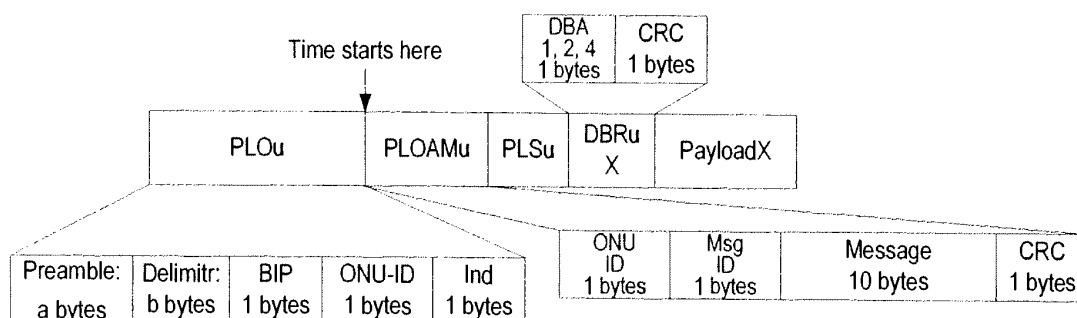 DBA
1, 2, 4
1 bytes
CRC
1 bytes
Time starts here
PLOu
PLOAMu
PLSu
DBRu
X
PayloadX
Preamble:
a bytes
Delimitr:
b bytes
BIP
1 bytes
ONU-ID
1 bytes
Ind
1 bytes
ONU
ID
1 bytes
Msg
ID
1 bytes
Message
10 bytes
CRC
1 bytes